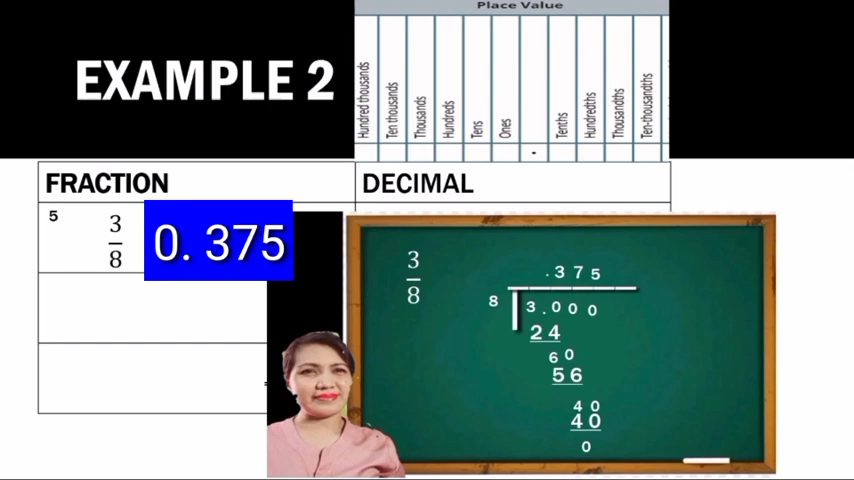 Place Value
EXAMPLE 2
Hundred thousands
Ten thousands
Thousands
Hundreds
Tens
Ones
.
Tenths
Hundredths
Thousandths
Ten-thousandths
FRACTION
DECIMAL
5
3
8
0. 375
3
8
.375
8
3.000
24
60
56
40
40
0